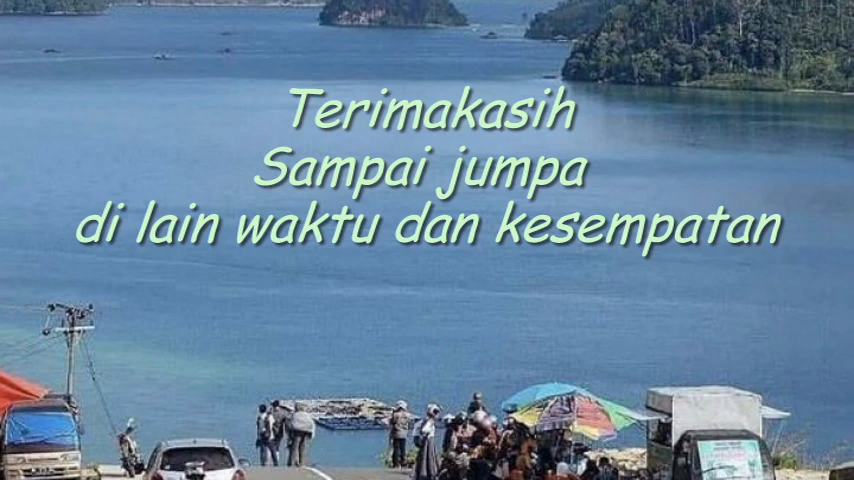 Terimakasih
Sampai jumpa
di lain waktu dan kesempatan